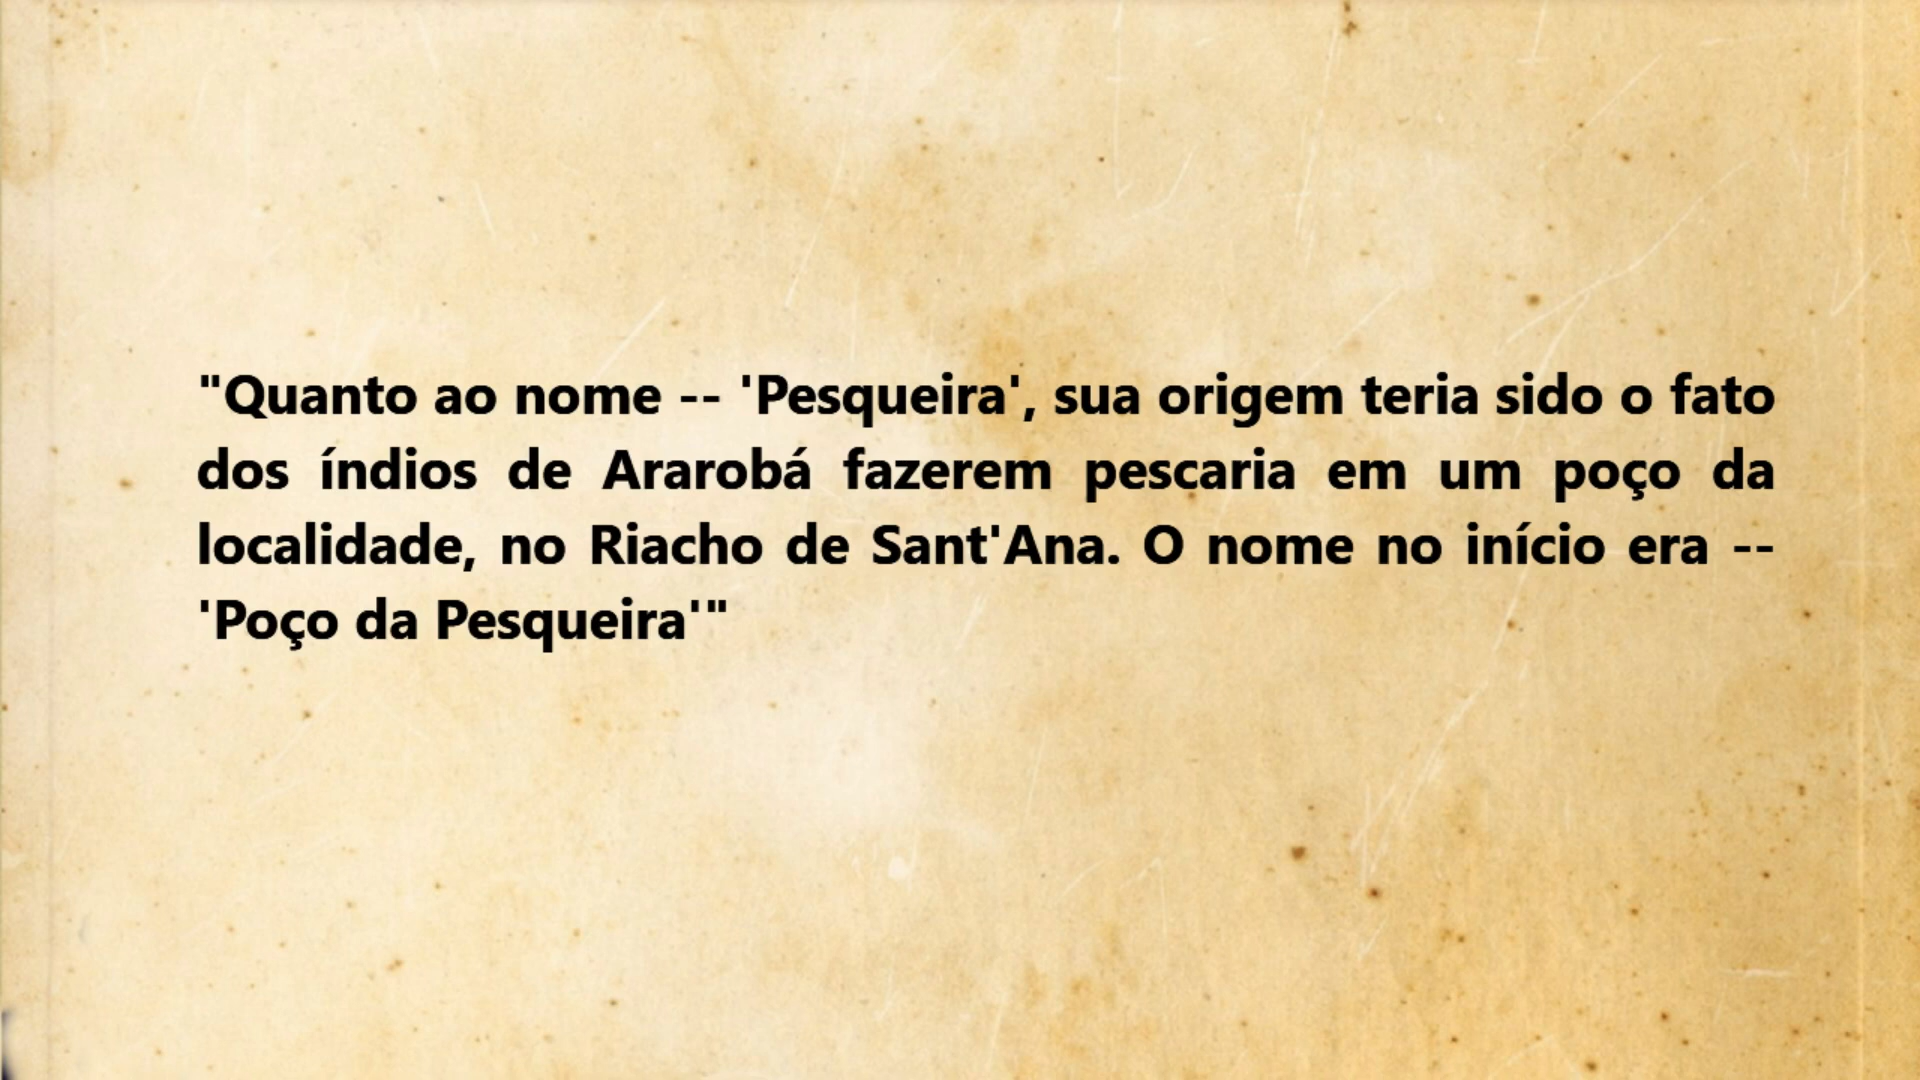 "Quanto ao nome -- 'Pesqueira', sua origem teria sido o fato
dos índios de Ararobá fazerem pescaria em um poço da
localidade, no Riacho de Sant'Ana. O nome no início era --
'Poço da Pesqueira'"